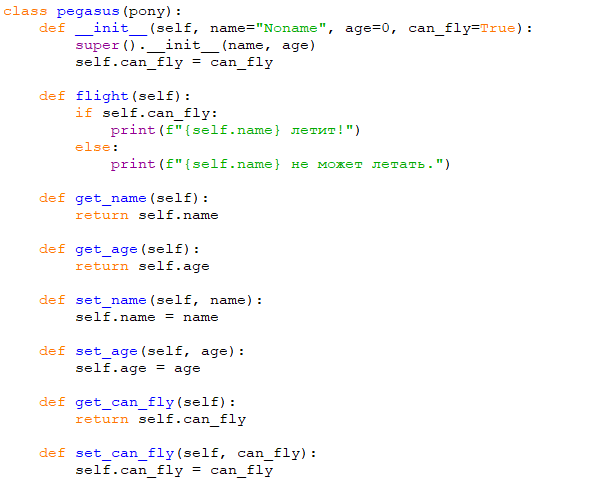 class pegasus(pony):
    def __init__(self, name="Noname", age=0, can_fly=True):
        super().__init__(name, age)
        self.can_fly = can_fly

    def flight(self):
        if self.can_fly:
            print(f"{self.name} летит!")
        else:
            print(f"{self.name} не может летать.")

    def get_name(self):
        return self.name

    def get_age(self):
        return self.age

    def set_name(self, name):
        self.name = name

    def set_age(self, age):
        self.age = age

    def get_can_fly(self):
        return self.can_fly

    def set_can_fly(self, can_fly):
        self.can_fly = can_fly